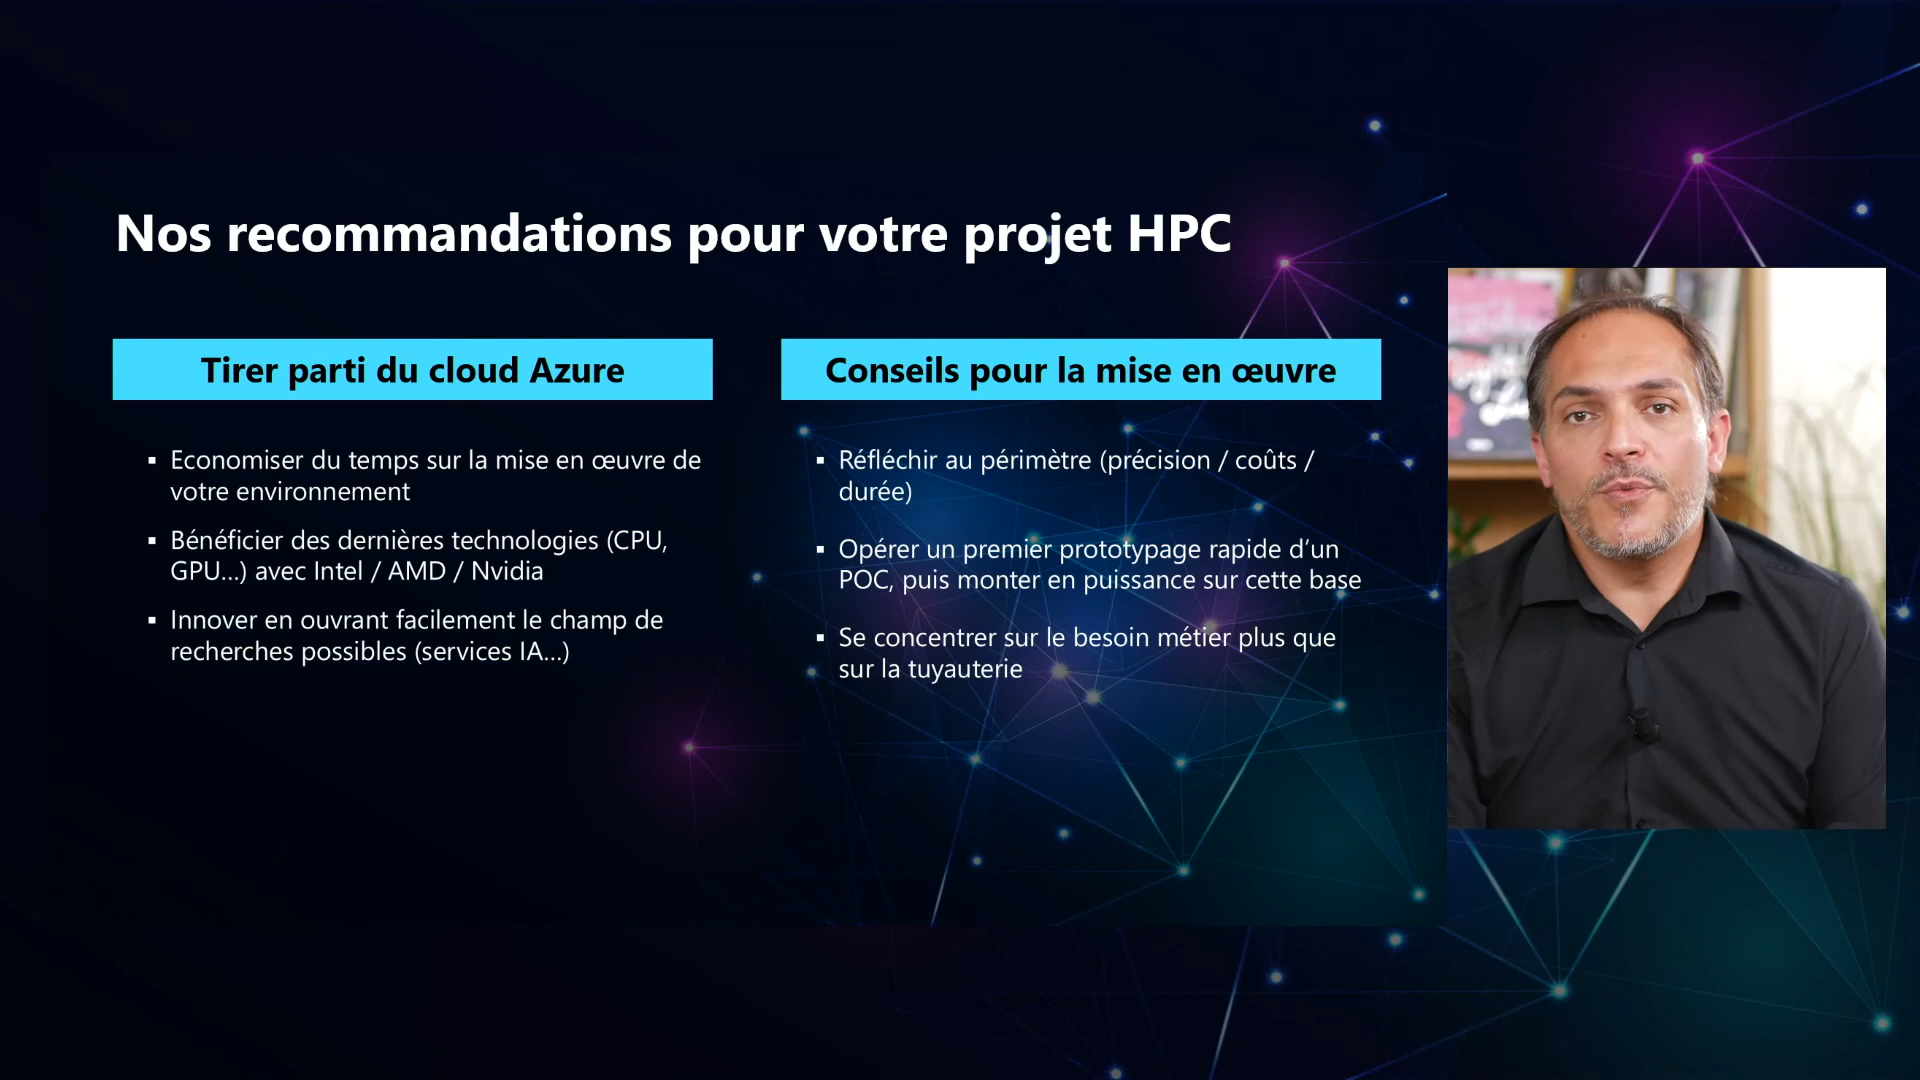 Nos recommandations pour votre projet HPC
Tirer parti du cloud Azure
Economiser du temps sur la mise en œuvre de
votre environnement
Bénéficier des dernières technologies (CPU,
GPU…) avec Intel / AMD / Nvidia
Innover en ouvrant facilement le champ de
recherches possibles (services IA…)
Conseils pour la mise en œuvre
Réfléchir au périmètre (précision / coûts /
durée)
Opérer un premier prototypage rapide d’un
POC, puis monter en puissance sur cette base
Se concentrer sur le besoin métier plus que
sur la tuyauterie